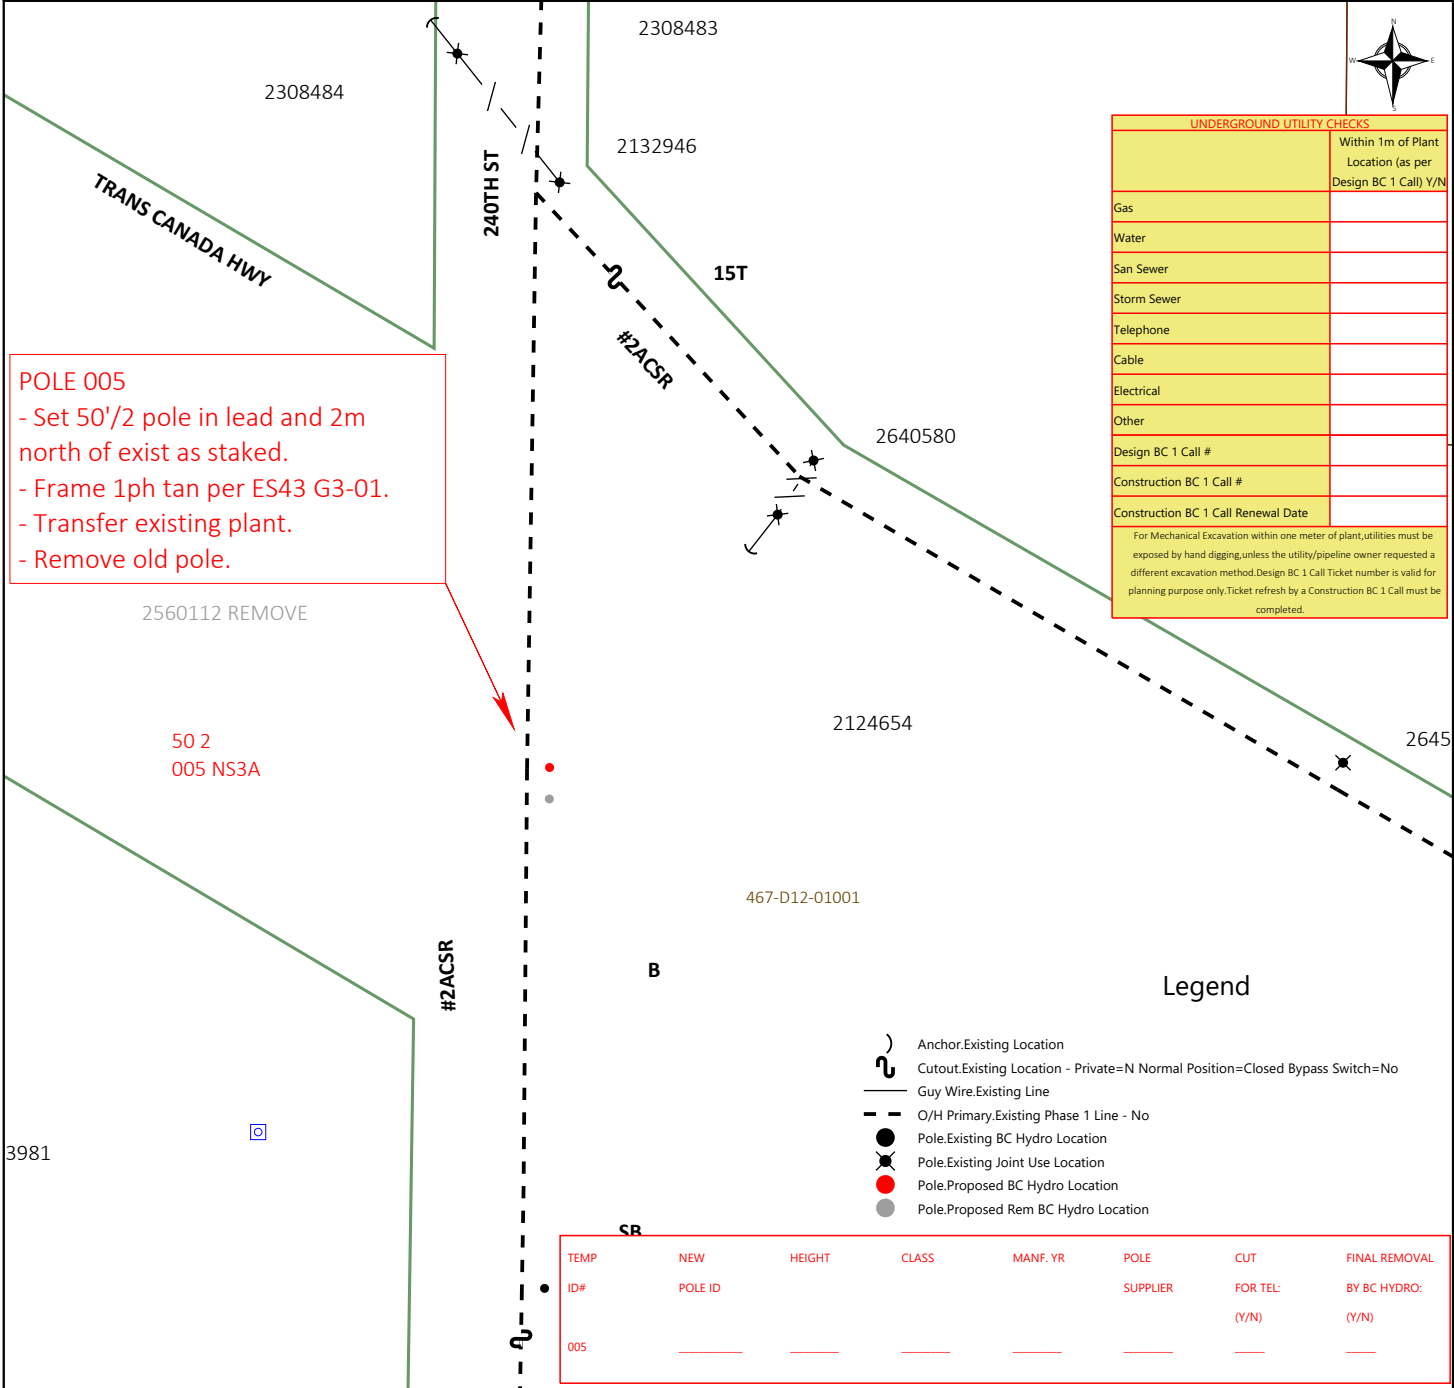 2308483
N
W
E
S
2308484
UNDERGROUND UTILITY CHECKS
Within 1m of Plant
Location (as per
Design BC 1 Call) Y/N
Gas
Water
San Sewer
Storm Sewer
Telephone
Cable
Electrical
Other
Design BC 1 Call #
Construction BC 1 Call #
Construction BC 1 Call Renewal Date
For Mechanical Excavation within one meter of plant,utilities must be
exposed by hand digging,unless the utility/pipeline owner requested a
different excavation method.Design BC 1 Call Ticket number is valid for
planning purpose only.Ticket refresh by a Construction BC 1 Call must be
completed.
2132946
240TH ST
TRANS CANADA HWY
15T
#2ACSR
POLE 005
- Set 50'/2 pole in lead and 2m
north of exist as staked.
- Frame 1ph tan per ES43 G3-01.
- Transfer existing plant.
- Remove old pole.
2640580
2560112 REMOVE
2124654
2645
50 2
005 NS3A
467-D12-01001
#2ACSR
B
Legend
Anchor.Existing Location
Cutout.Existing Location - Private=N Normal Position=Closed Bypass Switch=No
Guy Wire.Existing Line
O/H Primary.Existing Phase 1 Line - No
Pole.Existing BC Hydro Location
Pole.Existing Joint Use Location
Pole.Proposed BC Hydro Location
Pole.Proposed Rem BC Hydro Location
3981
SB
TEMP NEW HEIGHT CLASS MANF. YR POLE CUT FINAL REMOVAL
ID# POLE ID SUPPLIER FOR TEL: BY BC HYDRO:
(Y/N) (Y/N)
005